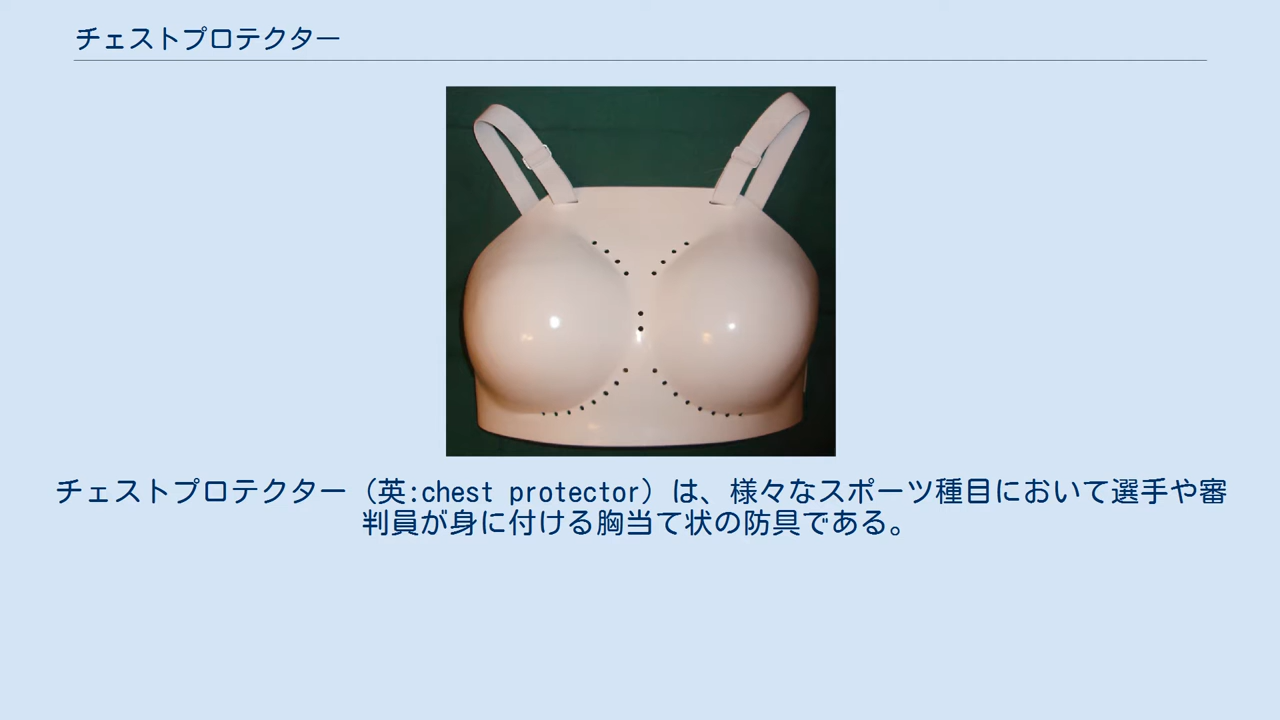 チェストプロテクター
チェストプロテクター（英:chest protector）は、様々なスポーツ種目において選手や審
判員が身に付ける胸当て状の防具である。